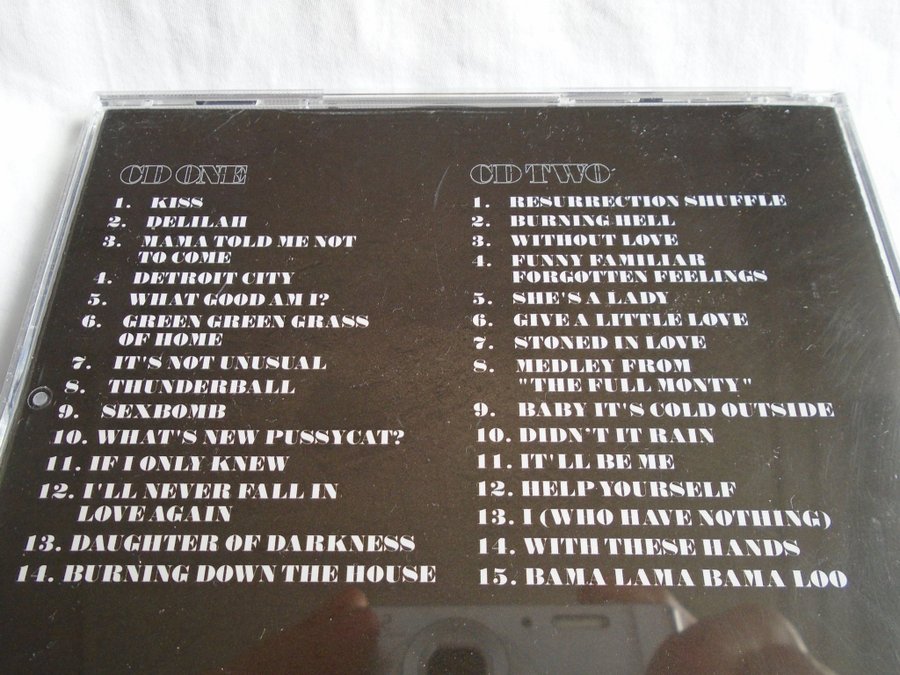 CD ONE
1. KISS
2. DELILAH
3. MAMA TOLD ME NOT
TO COME
4. DETROIT CITY
5. WHAT GOOD AM I?
6. GREEN GREEN GRASS
OF HOME
7. IT'S NOT UNUSUAL
8. THUNDERBALL
9. SEXBOMB
10. WHAT'S NEW PUSSYCAT?
11. IF I ONLY KNEW
12. I'LL NEVER FALL IN
LOVE AGAIN
13. DAUGHTER OF DARKNESS
14. BURNING DOWN THE HOUSE
CD TWO
1. RESURRECTION SHUFFLE
2. BURNING HELL
3. WITHOUT LOVE
4. FUNNY FAMILIAR
FORGOTTEN FEELINGS
5. SHE'S A LADY
6. GIVE A LITTLE LOVE
7. STONED IN LOVE
8. MEDLEY FROM
"THE FULL MONTY"
9. BABY IT'S COLD OUTSIDE
10. DIDN'T IT RAIN
11. IT'LL BE ME
12. HELP YOURSELF
13. I (WHO HAVE NOTHING)
14. WITH THESE HANDS
15. BAMA LAMA BAMA LOO